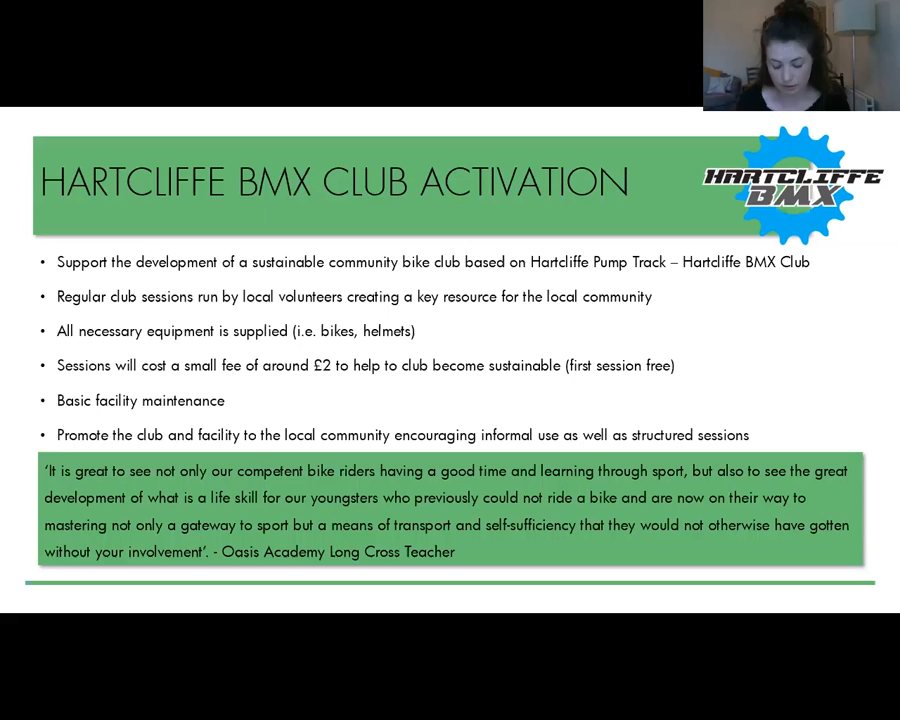 HARTCLIFFE BMX CLUB ACTIVATION
HARTCLIFFE
BMX
• Support the development of a sustainable community bike club based on Hartcliffe Pump Track – Hartcliffe BMX Club
• Regular club sessions run by local volunteers creating a key resource for the local community
• All necessary equipment is supplied (i.e. bikes, helmets)
• Sessions will cost a small fee of around £2 to help to club become sustainable (first session free)
• Basic facility maintenance
• Promote the club and facility to the local community encouraging informal use as well as structured sessions
‘It is great to see not only our competent bike riders having a good time and learning through sport, but also to see the great
development of what is a life skill for our youngsters who previously could not ride a bike and are now on their way to
mastering not only a gateway to sport but a means of transport and self-sufficiency that they would not otherwise have gotten
without your involvement’. - Oasis Academy Long Cross Teacher